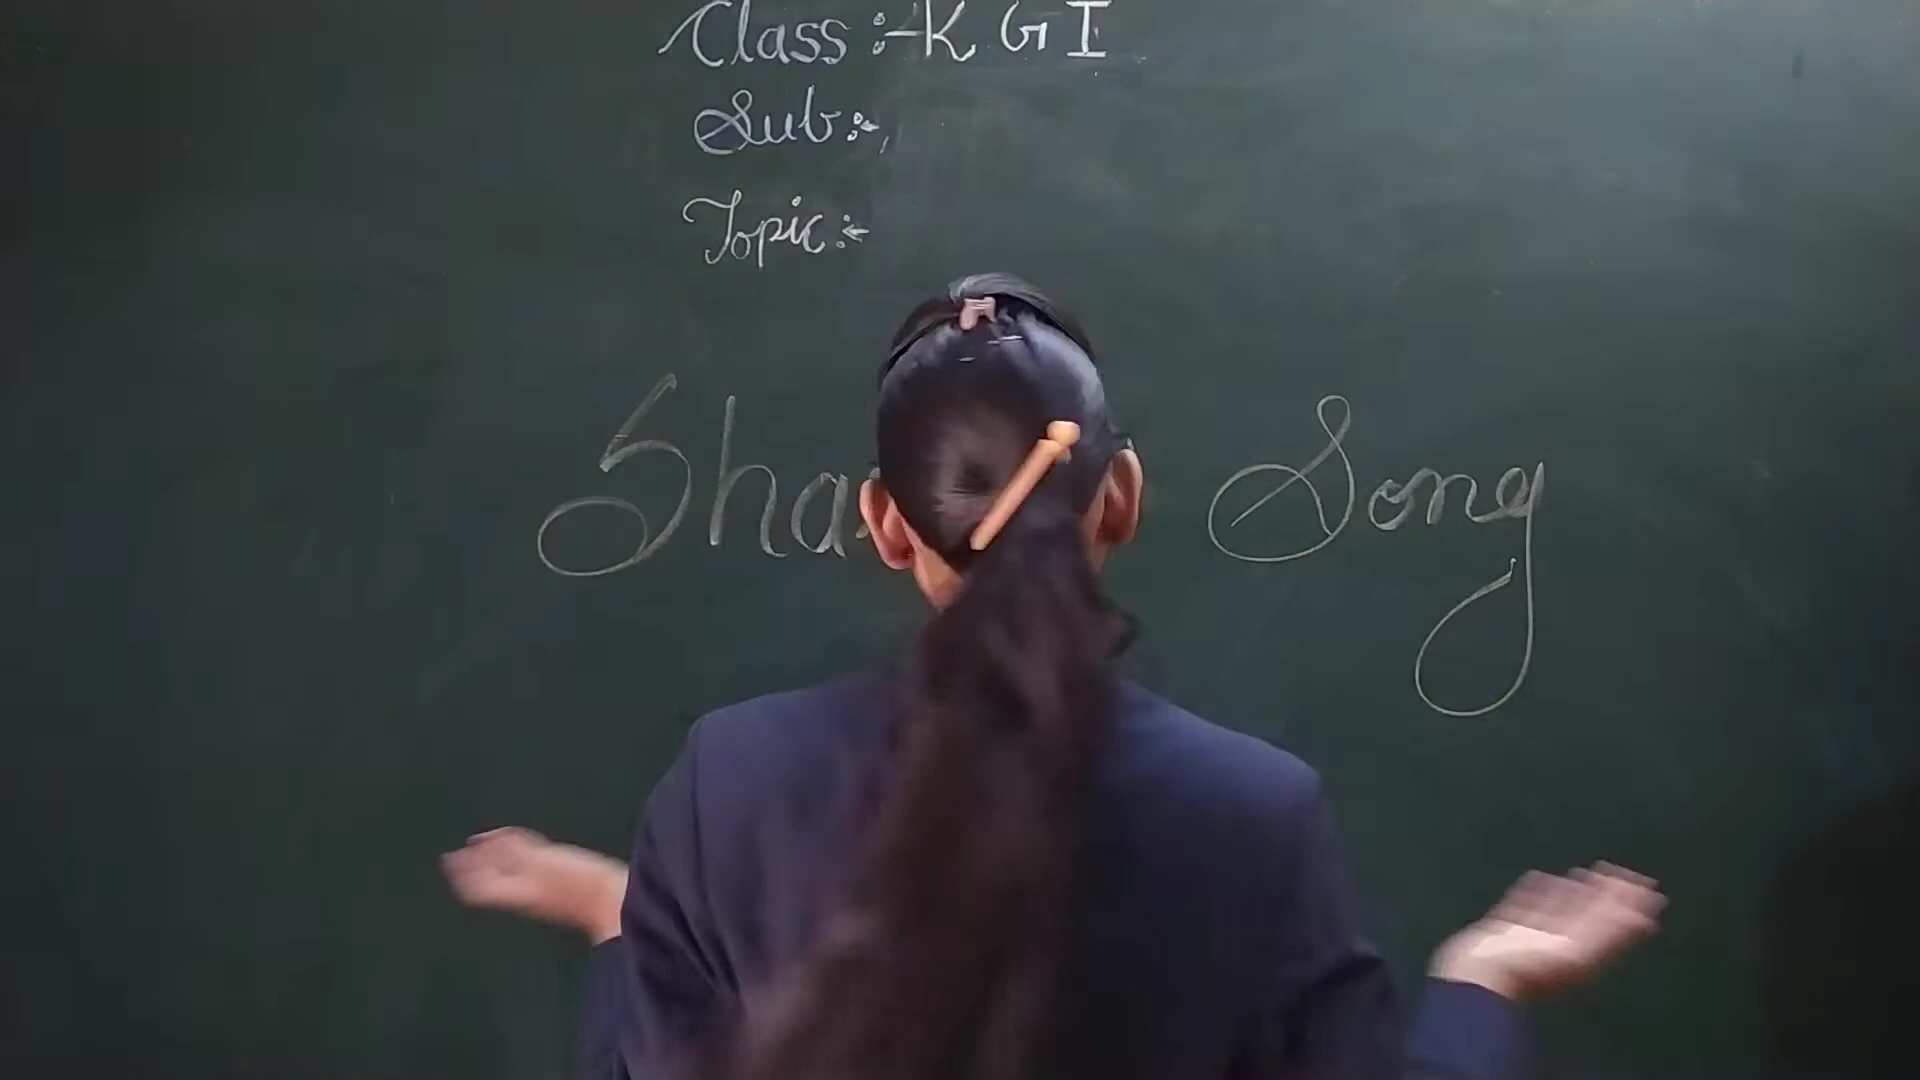 Class :- K G I
Sub :-
Topic :-
Song